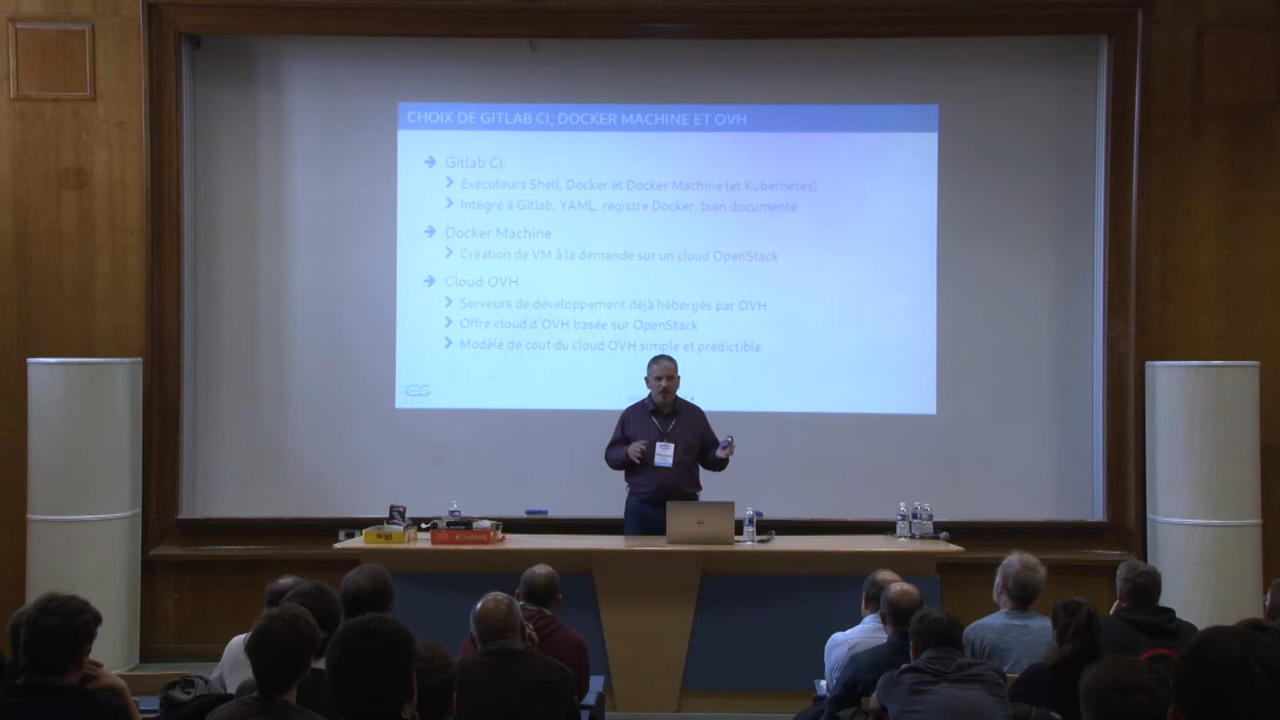 CHOIX DE GITLAB CI, DOCKER MACHINE ET OVH
Gitlab CI
Exécuteurs Shell, Docker et Docker Machine (et Kubernetes)
Intégré à Gitlab, YAML, registre Docker, bien documenté
Docker Machine
Création de VM à la demande sur un cloud OpenStack
Cloud OVH
Serveurs de développement déjà hébergés par OVH
Offre cloud d'OVH basée sur OpenStack
Modèle de cout du cloud OVH simple et prédictible